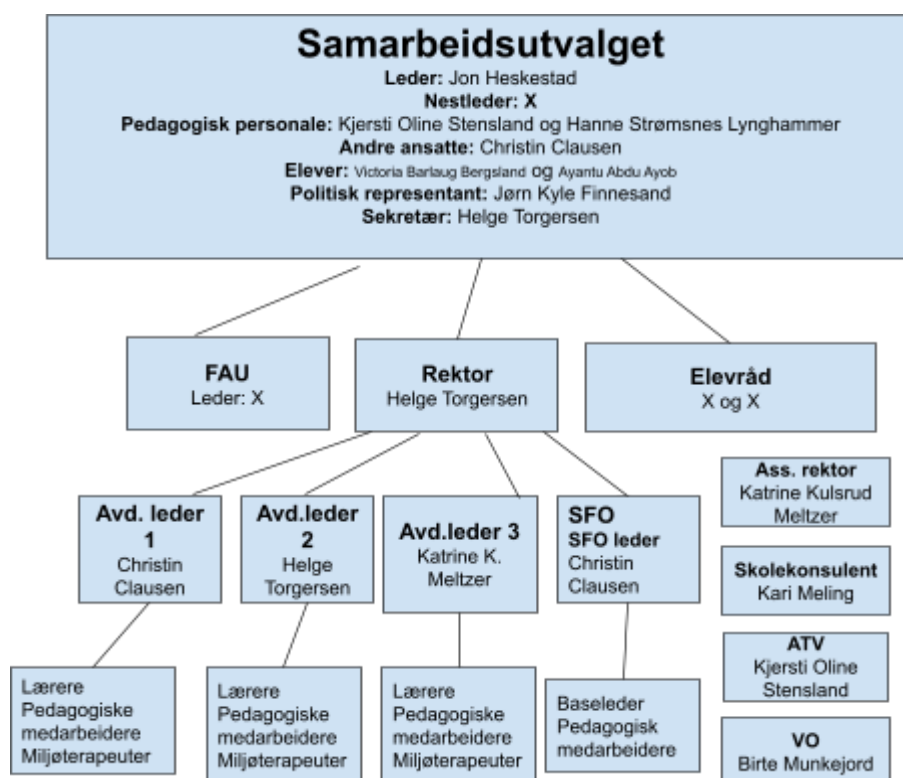 Samarbeidsutvalget
Leder: Jon Heskestad
Nestleder: X
Pedagogisk personale: Kjersti Oline Stensland og Hanne Strømsnes Lynghammer
Andre ansatte: Christin Clausen
Elever: Victoria Barlaug Bergsland og Ayantu Abdu Ayob
Politisk representant: Jørn Kyle Finnesand
Sekretær: Helge Torgersen
FAU
Leder: X
Rektor
Helge Torgersen
Elevråd
X og X
Avd. leder
1
Christin
Clausen
Avd.leder
2
Helge
Torgersen
Avd.leder 3
Katrine K.
Meltzer
SFO
SFO leder
Christin
Clausen
Ass. rektor
Katrine Kulsrud
Meltzer
Skolekonsulent
Kari Meling
ATV
Kjersti Oline
Stensland
VO
Birte Munkejord
Lærere
Pedagogiske
medarbeidere
Miljøterapeuter
Lærere
Pedagogiske
medarbeidere
Miljøterapeuter
Lærere
Pedagogiske
medarbeidere
Miljøterapeuter
Baseleder
Pedagogisk
medarbeidere